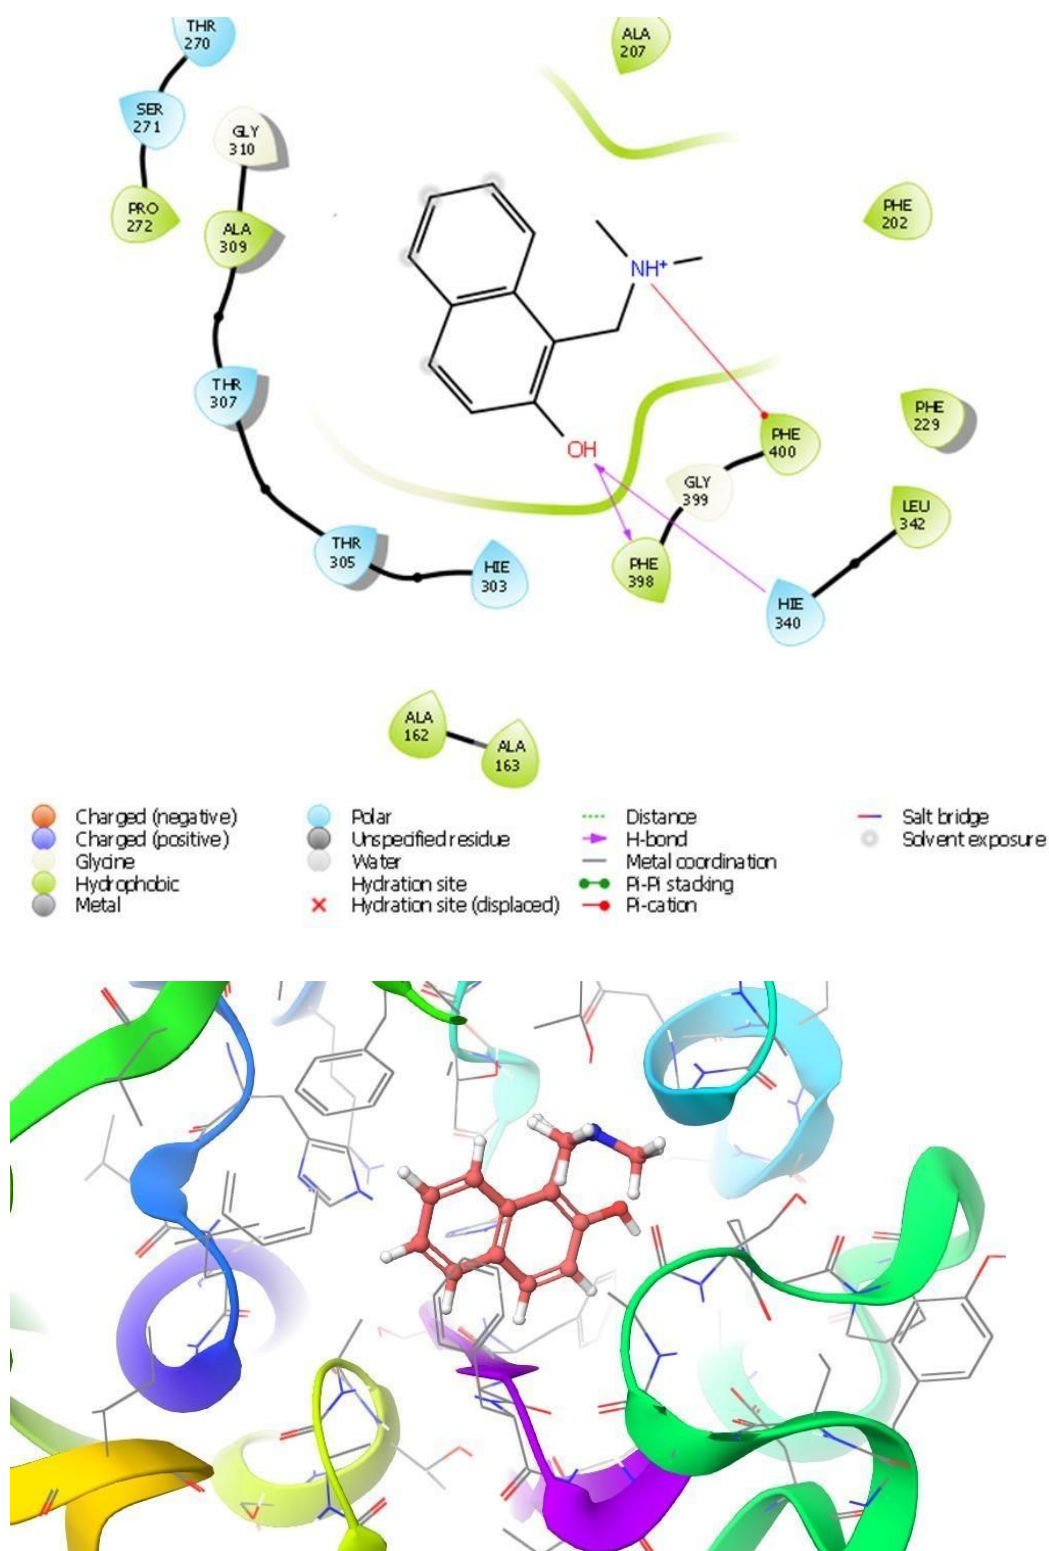 THR
270
ALA
207
SER
271
GLY
310
PRO
272
ALA
309
PHE
202
NH+
THR
307
PHE
229
PHE
400
OH
GLY
399
LEU
342
THR
305
HIE
303
PHE
398
HIE
340
ALA
162
ALA
163
Charged (negative)
Charged (positive)
Glycine
Hydrophobic
Metal
Polar
Unspecified residue
Water
Hydration site
Hydration site (displaced)
Distance
H-bond
Metal coordination
Pi-Pi stacking
Pi-cation
Salt bridge
Solvent exposure